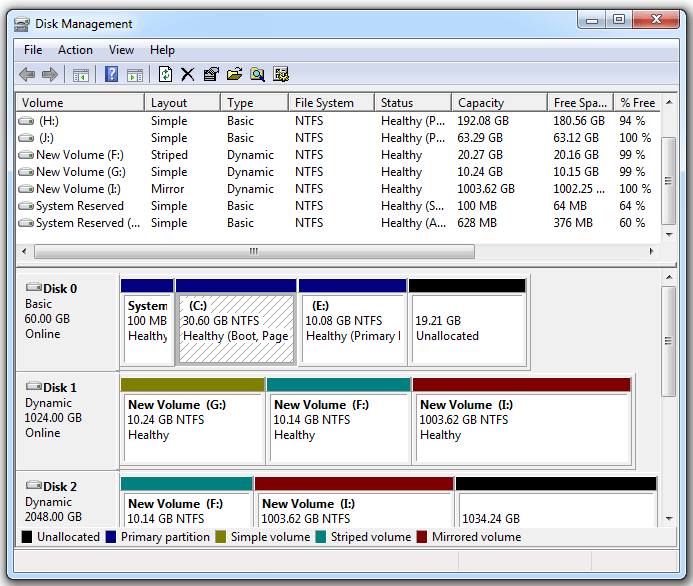 Disk Management
File Action View Help
Volume Layout Type File System Status Capacity Free Spa... % Free
(H:) Simple Basic NTFS Healthy (P... 192.08 GB 180.56 GB 94 %
(J:) Simple Basic NTFS Healthy (P... 63.29 GB 63.12 GB 100 %
New Volume (F:) Striped Dynamic NTFS Healthy 20.27 GB 20.16 GB 99 %
New Volume (G:) Simple Dynamic NTFS Healthy 10.24 GB 10.15 GB 99 %
New Volume (I:) Mirror Dynamic NTFS Healthy 1003.62 GB 1002.25 ... 100 %
System Reserved Simple Basic NTFS Healthy (S... 100 MB 64 MB 64 %
System Reserved (... Simple Basic NTFS Healthy (A... 628 MB 376 MB 60 %
Disk 0
Basic
60.00 GB
Online
System
100 MB
Healthy
(C:)
30.60 GB NTFS
Healthy (Boot, Page
(E:)
10.08 GB NTFS
Healthy (Primary
19.21 GB
Unallocated
Disk 1
Dynamic
1024.00 GB
Online
New Volume (G:)
10.24 GB NTFS
Healthy
New Volume (F:)
10.14 GB NTFS
Healthy
New Volume (I:)
1003.62 GB NTFS
Healthy
Disk 2
Dynamic
2048.00 GB
New Volume (F:)
10.14 GB NTFS
New Volume (I:)
1003.62 GB NTFS
1034.24 GB
Unallocated Primary partition Simple volume Striped volume Mirrored volume